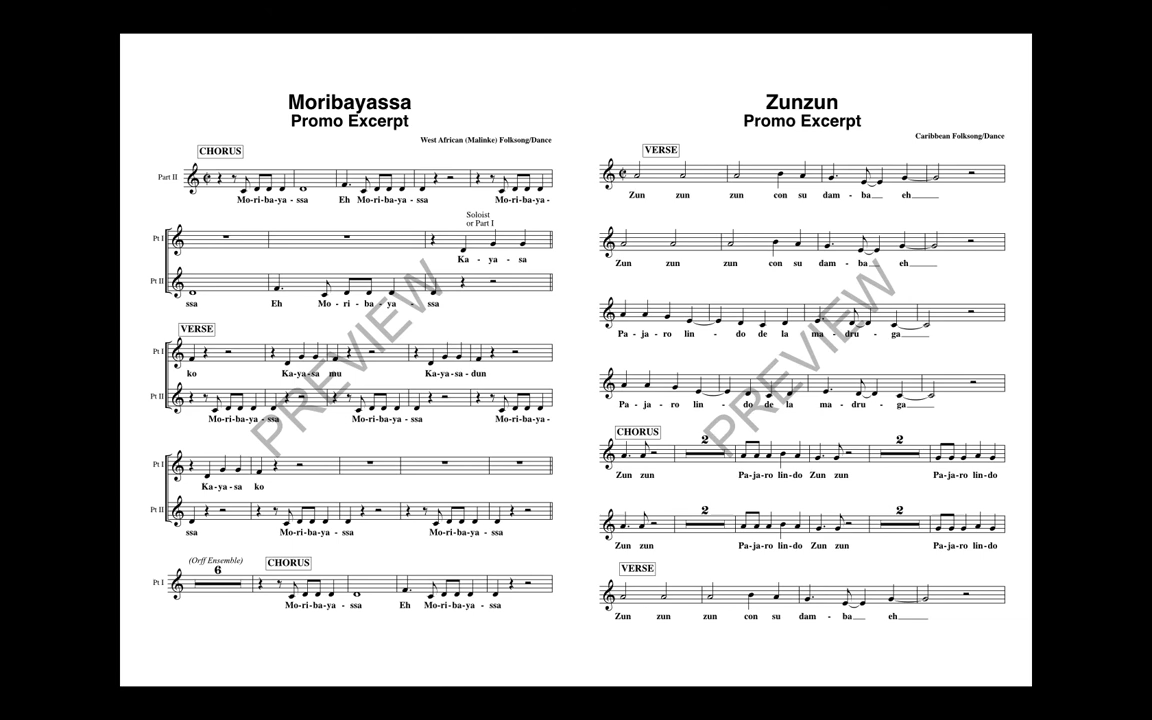 Moribayassa
Promo Excerpt
West African (Malinke) Folksong/Dance
CHORUS
Part II
Mo-ri-ba-ya - ssa Eh Mo-ri-ba-ya - ssa Mo-ri-ba-ya -
Soloist
or Part I
Pt I
Ka - ya - sa
Pt II
ssa Eh Mo - ri - ba - ya - ssa
VERSE
Pt I
ko Ka-ya-sa mu Ka-ya-sa-dun
Pt II
Mo-ri-ba-ya - ssa Mo-ri-ba-ya - ssa Mo-ri-ba-ya-
Pt I
Ka-ya-sa ko
Pt II
ssa Mo-ri-ba-ya - ssa Mo-ri-ba-ya - ssa
(Orff Ensemble)
CHORUS
6
Pt I
Mo-ri-ba-ya - ssa Eh Mo-ri-ba-ya - ssa
PREVIEW
Zunzun
Promo Excerpt
Caribbean Folksong/Dance
VERSE
Zun zun zun con su dam - ba__ eh____
Zun zun zun con su dam - ba__ eh____
Pa - ja - ro lin - do de la ma - dru - ga____
Pa - ja - ro lin - do de la ma - dru - ga____
CHORUS
2 2
Zun zun Pa-ja-ro lin-do Zun zun Pa-ja-ro lin-do
2 2
Zun zun Pa-ja-ro lin-do Zun zun Pa-ja-ro lin-do
VERSE
Zun zun zun con su dam - ba__ eh____
PREVIEW